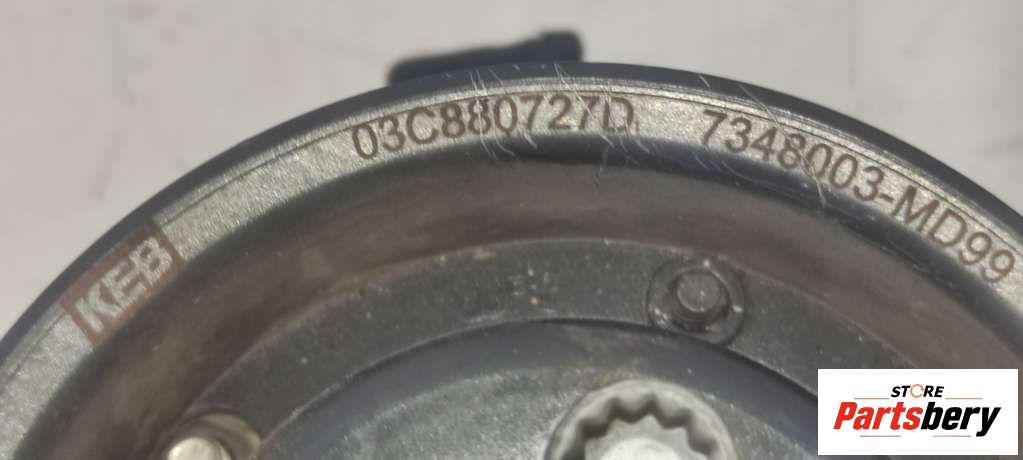 KEB
03C880727D 7348003-MD99
STORE
Partsbery